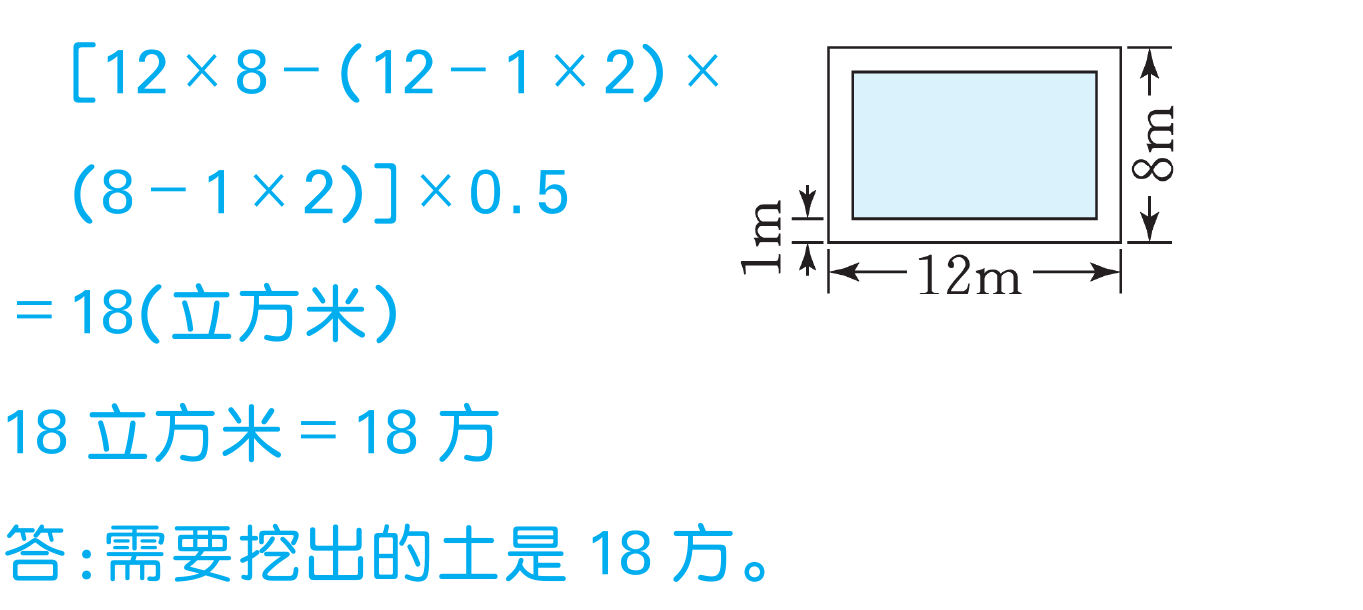 [12×8-(12-1×2)×
(8-1×2)]×0.5
=18(立方米)
18 立方米=18 方
答:需要挖出的土是 18 方。
1m
12m
8m